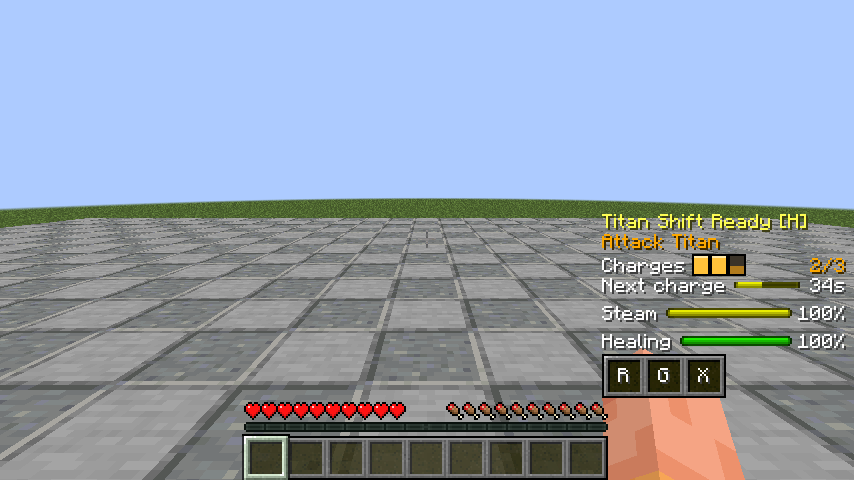 Titan Shift Ready [H]
Attack Titan
Charges 2/3
Next charge 34s
Steam 100%
Healing 100%
R G X